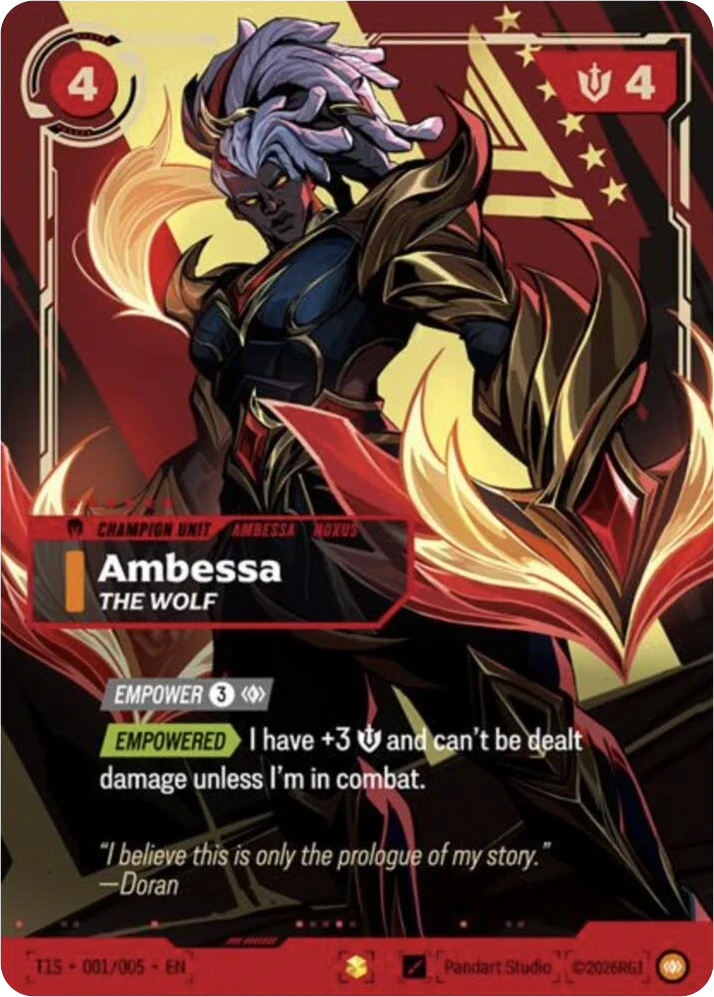 4
4
CHAMPION UNIT AMBESSA NOXUS
Ambessa
THE WOLF
EMPOWER 3
EMPOWERED I have +3 and can't be dealt
damage unless I'm in combat.
“I believe this is only the prologue of my story.”
—Doran
T1S • 001/005 • EN
Pandart Studio
©2026RGI